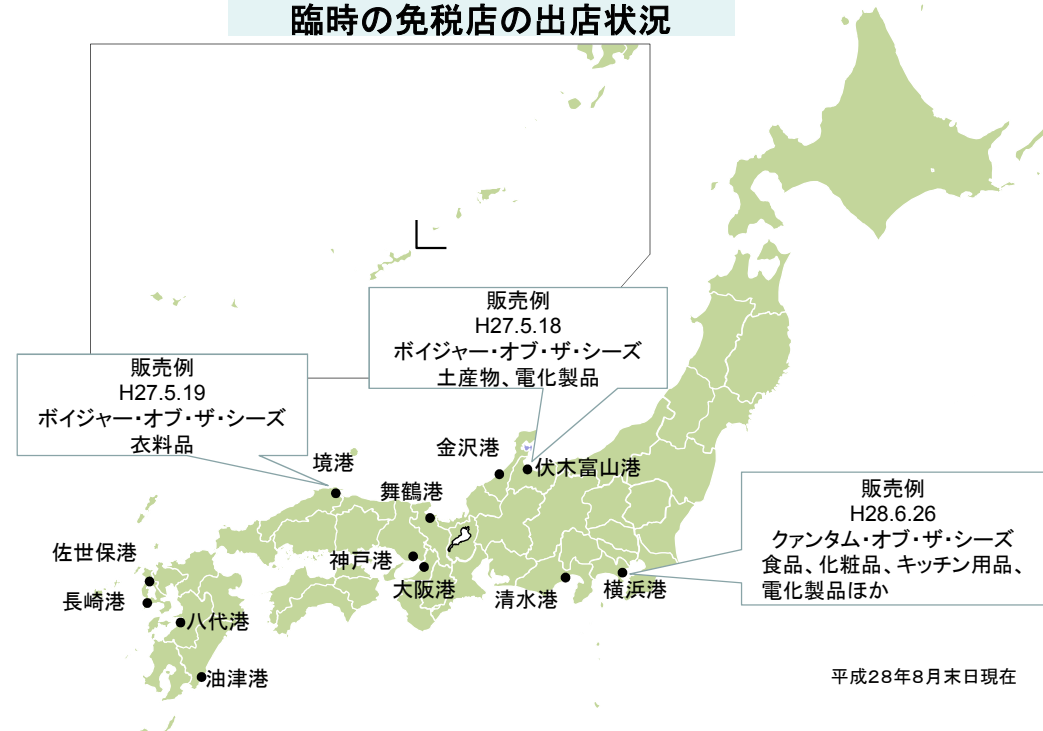 臨時の免税店の出店状況
販売例
H27.5.18
ボイジャー・オブ・ザ・シーズ
土産物、電化製品
販売例
H27.5.19
ボイジャー・オブ・ザ・シーズ
衣料品
金沢港
伏木富山港
境港
舞鶴港
販売例
H28.6.26
クァンタム・オブ・ザ・シーズ
食品、化粧品、キッチン用品、
電化製品ほか
佐世保港
神戸港
大阪港
清水港
横浜港
長崎港
八代港
油津港
平成28年8月末日現在